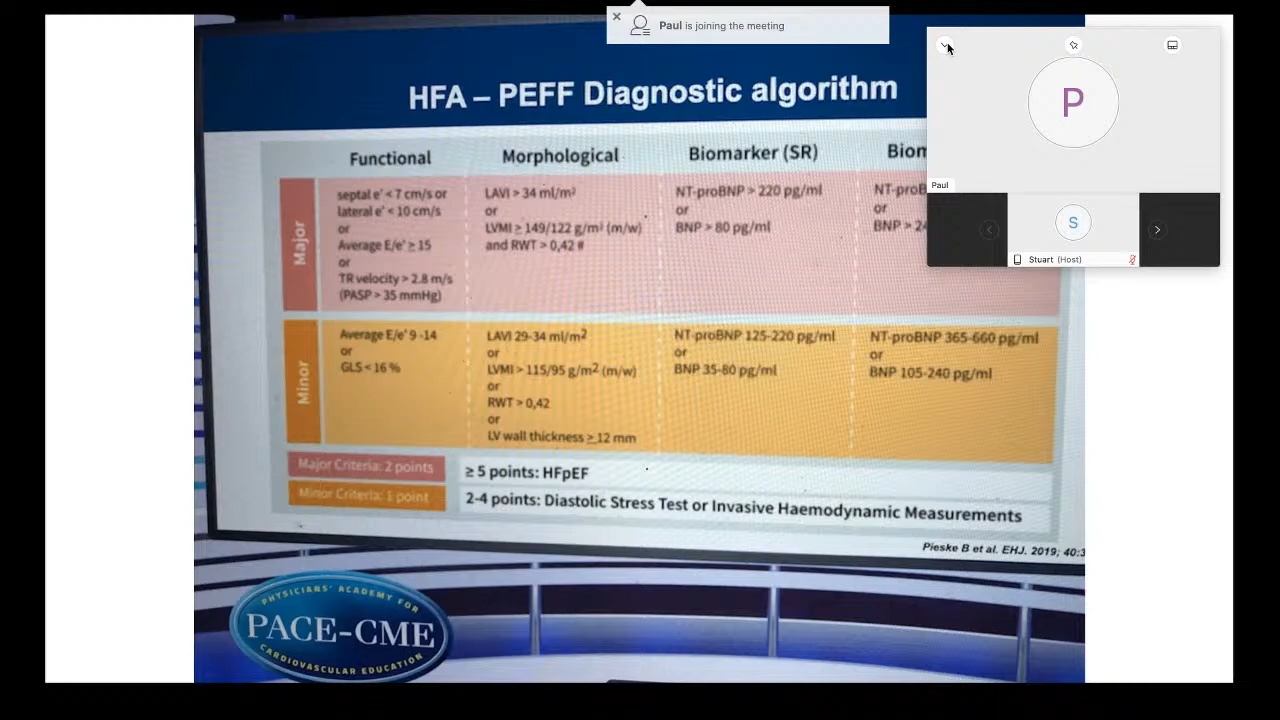 Paul is joining the meeting
HFA – PEFF Diagnostic algorithm
Functional
Morphological
Biomarker (SR)
Major
septal e' < 7 cm/s or
lateral e' < 10 cm/s
or
Average E/e' ≥ 15
or
TR velocity > 2.8 m/s
(PASP > 35 mmHg)
LAVI > 34 ml/m²
or
LVMI ≥ 149/122 g/m² (m/w)
and RWT > 0,42 #
NT-proBNP > 220 pg/ml
or
BNP > 80 pg/ml
or
Minor
Average E/e' 9 -14
or
GLS < 16 %
LAVI 29-34 ml/m²
or
LVMI > 115/95 g/m² (m/w)
or
RWT > 0,42
or
LV wall thickness ≥ 12 mm
NT-proBNP 125-220 pg/ml
or
BNP 35-80 pg/ml
NT-proBNP 365-660 pg/ml
or
BNP 105-240 pg/ml
Major Criteria: 2 points
≥ 5 points: HFpEF
Minor Criteria: 1 point
2-4 points: Diastolic Stress Test or Invasive Haemodynamic Measurements
Pieske B et al. EHJ. 2019; 40:3
PHYSICIANS' ACADEMY FOR
PACE-CME
CARDIOVASCULAR EDUCATION
P
Paul
S
Stuart (Host)